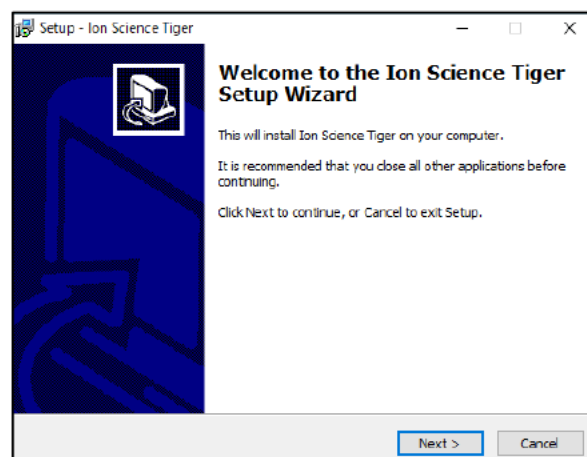 Setup - Ion Science Tiger
Welcome to the Ion Science Tiger
Setup Wizard
This will install Ion Science Tiger on your computer.
It is recommended that you close all other applications before
continuing.
Click Next to continue, or Cancel to exit Setup.
Next >
Cancel